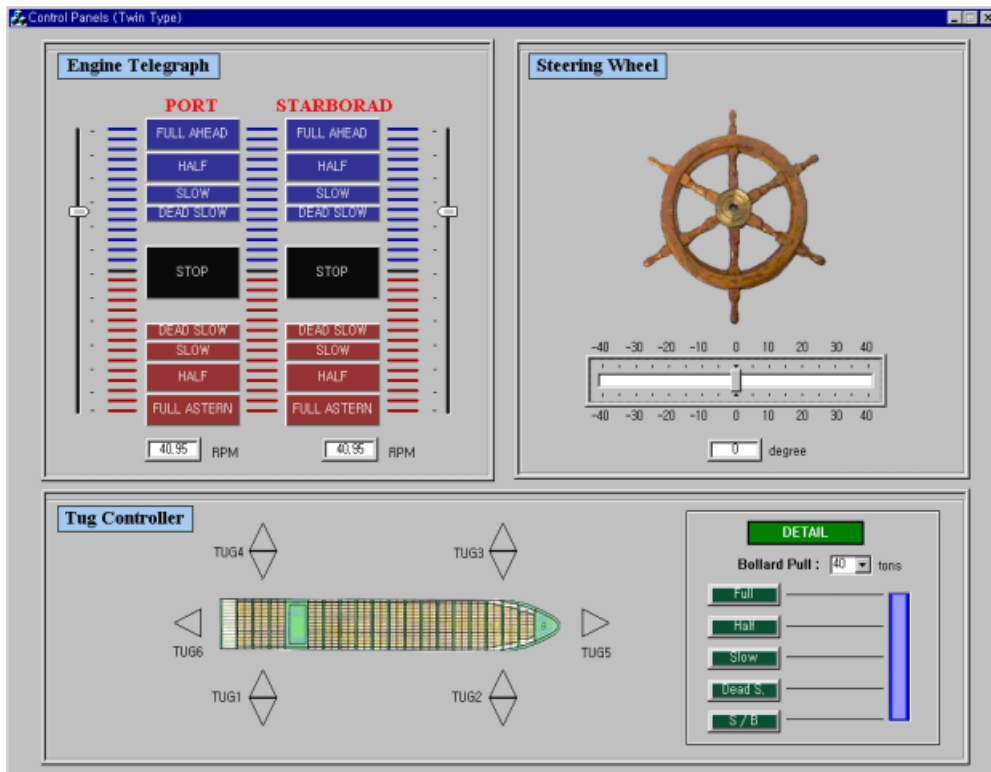 Control Panels (Twin Type)
Engine Telegraph
PORT STARBORAD
FULL AHEAD FULL AHEAD
HALF HALF
SLOW SLOW
DEAD SLOW DEAD SLOW
STOP STOP
DEAD SLOW DEAD SLOW
SLOW SLOW
HALF HALF
FULL ASTERN FULL ASTERN
40,95 RPM 40,95 RPM
Steering Wheel
-40 -30 -20 -10 0 10 20 30 40
-40 -30 -20 -10 0 10 20 30 40
0 degree
Tug Controller
TUG4 TUG3
TUG6 TUG5
TUG1 TUG2
DETAIL
Bollard Pull : 40 tons
Full
Half
Slow
Dead S,
S / B